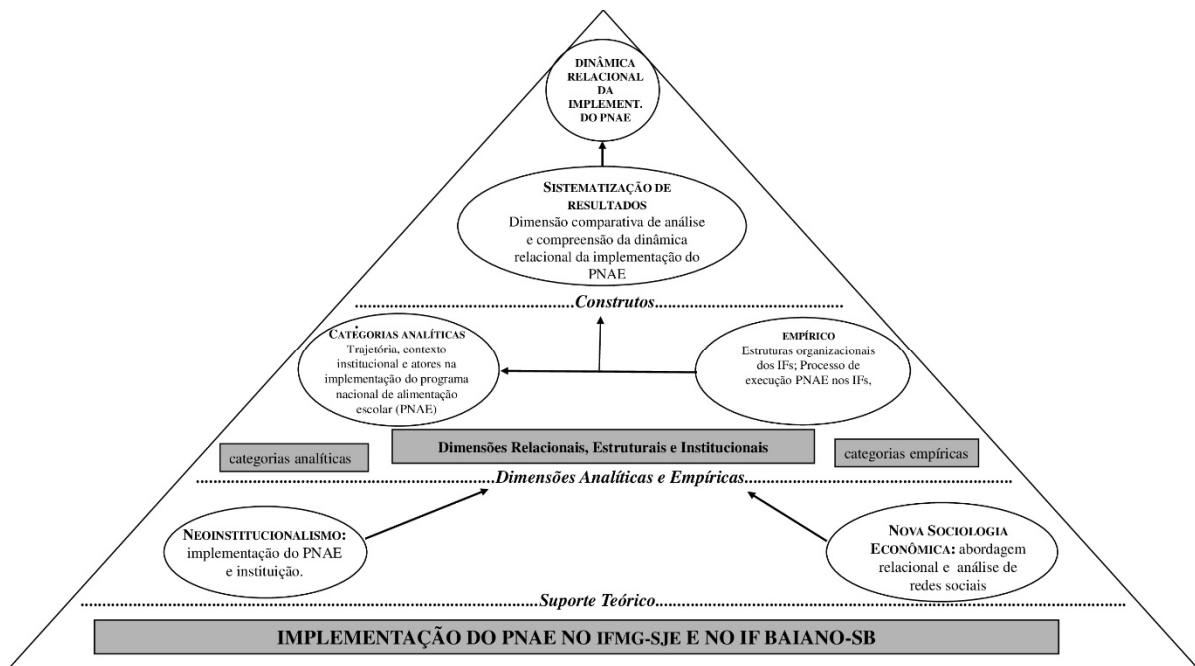 DINÂMICA
RELACIONAL
DA
IMPLEMENT.
DO PNAE
SISTEMATIZAÇÃO DE
RESULTADOS
Dimensão comparativa de análise
e compreensão da dinâmica
relacional da implementação do
PNAE
Construtos
CATEGORIAS ANALÍTICAS
Trajetória, contexto
institucional e atores na
implementação do programa
nacional de alimentação
escolar (PNAE)
EMPÍRICO
Estruturas organizacionais
dos IFs; Processo de
execução PNAE nos IFs,
categorias analíticas
Dimensões Relacionais, Estruturais e Institucionais
categorias empíricas
Dimensões Analíticas e Empíricas
NEOINSTITUCIONALISMO:
implementação do PNAE
e instituição.
NOVA SOCIOLOGIA
ECONÔMICA: abordagem
relacional e análise de
redes sociais
Suporte Teórico
IMPLEMENTAÇÃO DO PNAE NO IFMG-SJE E NO IF BAIANO-SB